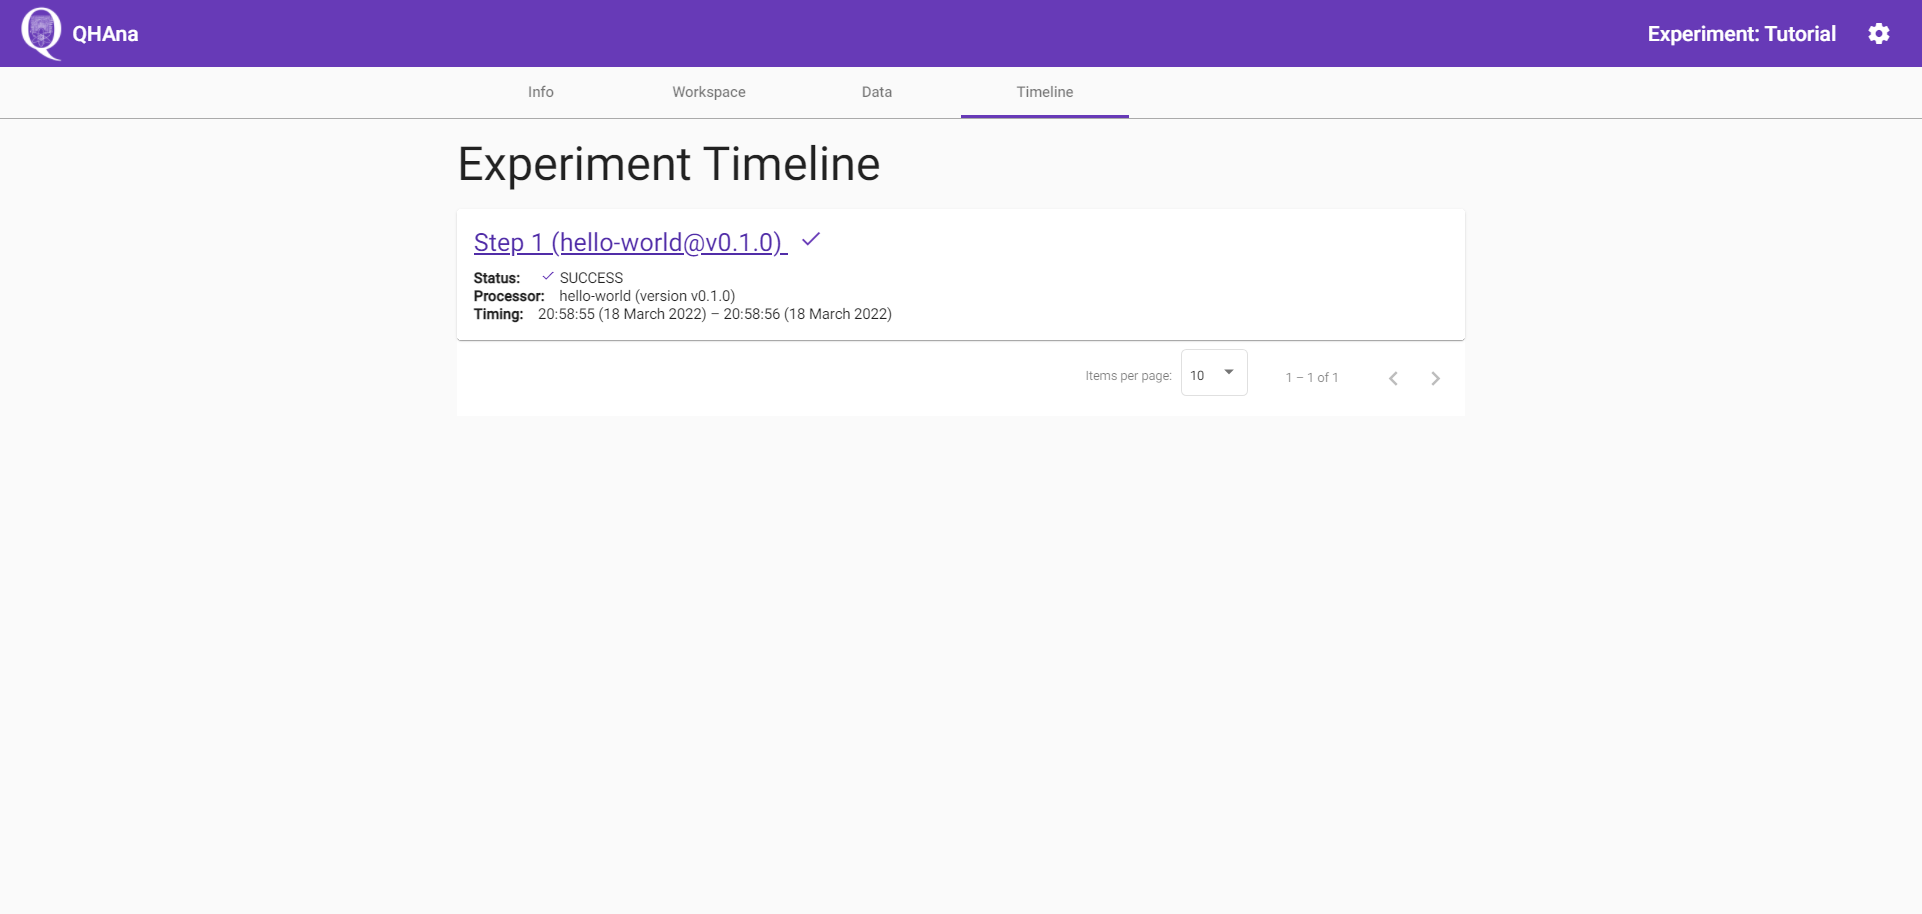 QHAna
Experiment: Tutorial
Info
Workspace
Data
Timeline
Experiment Timeline
Step 1 (hello-world@v0.1.0)
Status: SUCCESS
Processor: hello-world (version v0.1.0)
Timing: 20:58:55 (18 March 2022) – 20:58:56 (18 March 2022)
Items per page: 10 1 – 1 of 1